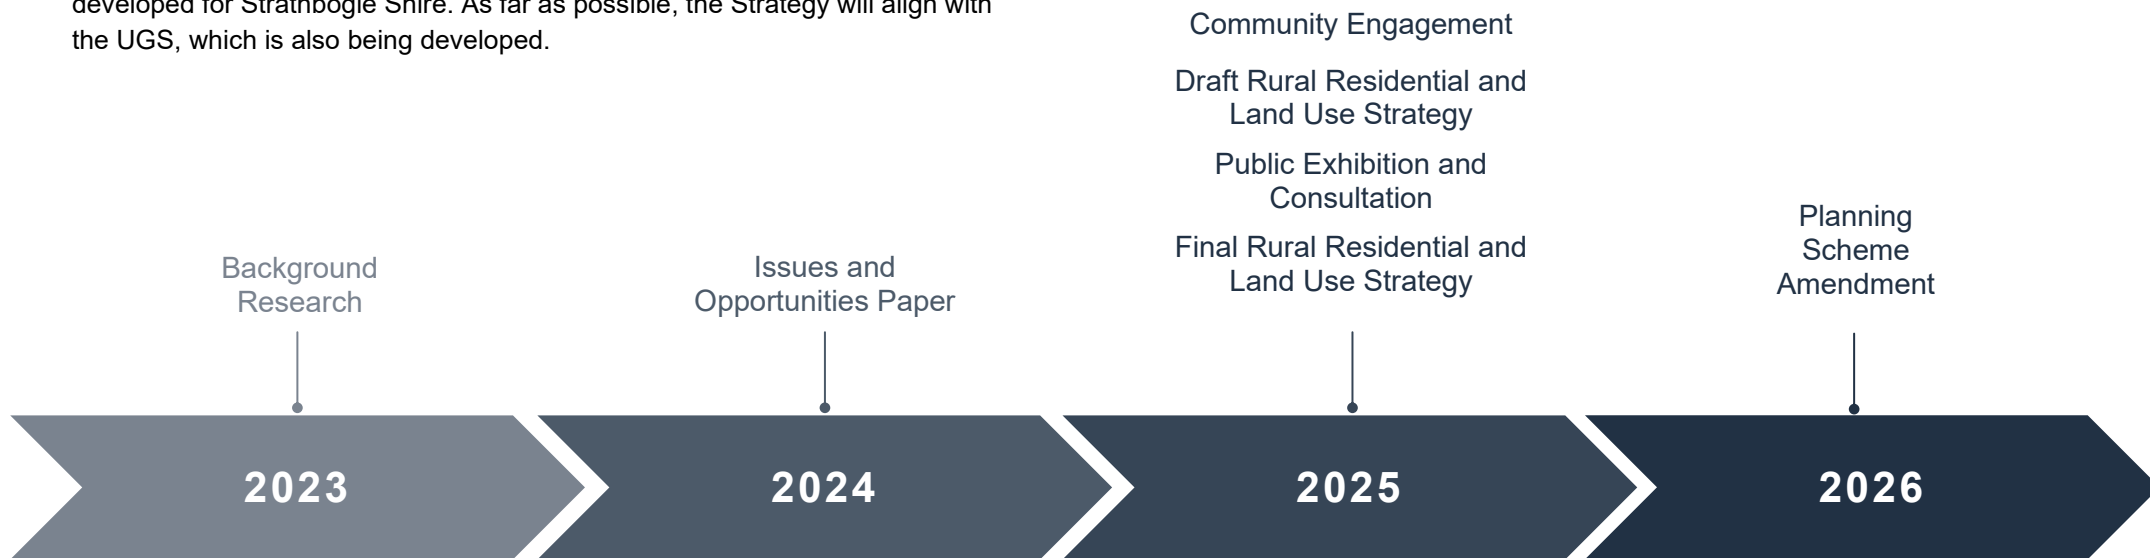 developed for Strathbogie Shire. As far as possible, the Strategy will align with
the UGS, which is also being developed.
Background
Research
Issues and
Opportunities Paper
Community Engagement
Draft Rural Residential and
Land Use Strategy
Public Exhibition and
Consultation
Final Rural Residential and
Land Use Strategy
Planning
Scheme
Amendment
2023
2024
2025
2026